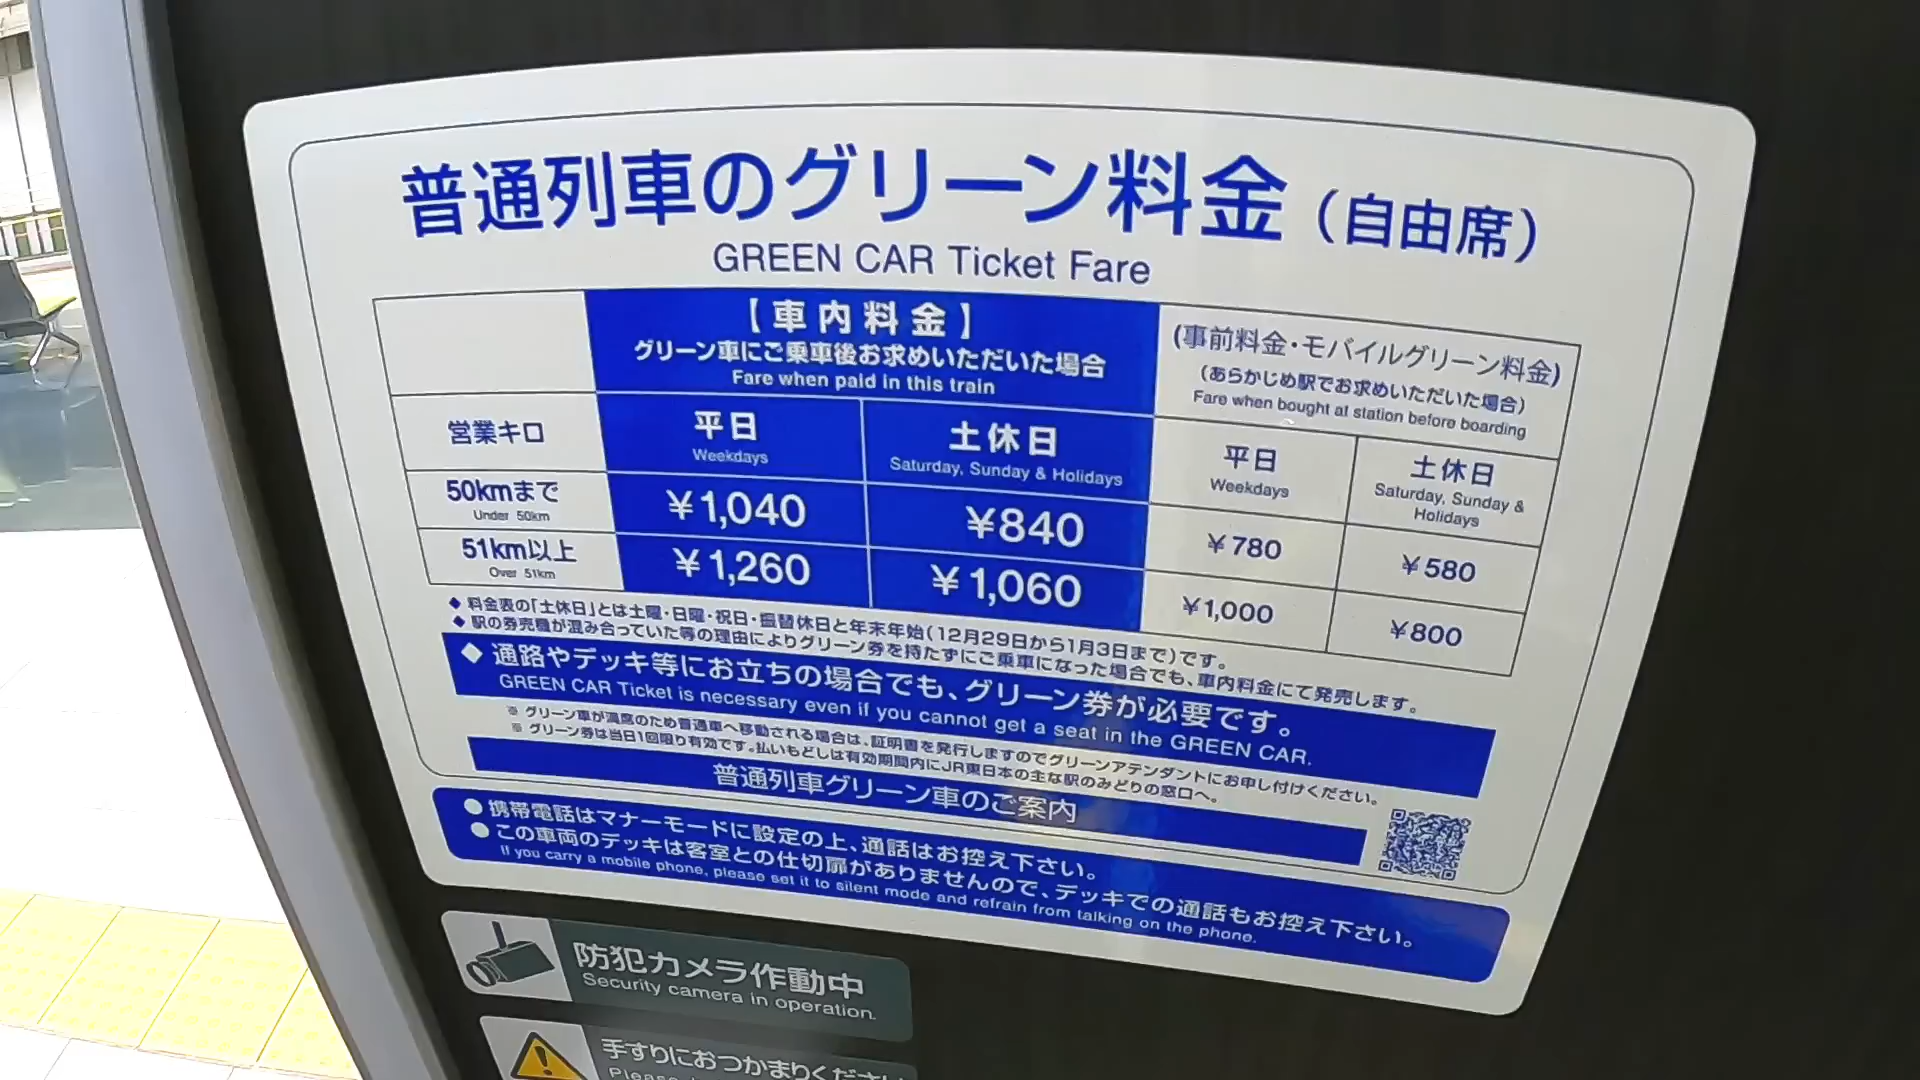 普通列車のグリーン料金（自由席）
GREEN CAR Ticket Fare
【車内料金】
グリーン車にご乗車後お求めいただいた場合
Fare when paid in this train
(事前料金・モバイルグリーン料金)
(あらかじめ駅でお求めいただいた場合)
Fare when bought at station before boarding
営業キロ
平日
Weekdays
土休日
Saturday, Sunday & Holidays
平日
Weekdays
土休日
Saturday, Sunday &
Holidays
50kmまで
Under 50km
¥1,040
¥840
¥780
¥580
51km以上
Over 51km
¥1,260
¥1,060
¥1,000
¥800
◆ 料金表の「土休日」とは土曜・日曜・祝日・振替休日と年末年始(12月29日から1月3日まで)です。
◆ 駅の券売機が混み合っていた等の理由によりグリーン券を持たずにご乗車になった場合でも、車内料金にて発売します。
◆ 通路やデッキ等にお立ちの場合でも、グリーン券が必要です。
GREEN CAR Ticket is necessary even if you cannot get a seat in the GREEN CAR.
※ グリーン車が満席のため普通車へ移動される場合は、証明書を発行しますのでグリーンアテンダントにお申し付けください。
※ グリーン券は当日1回限り有効です。払いもどしは有効期間内にJR東日本の主な駅のみどりの窓口へ。
普通列車グリーン車のご案内
● 携帯電話はマナーモードに設定の上、通話はお控え下さい。
● この車両のデッキは客室との仕切扉がありませんので、デッキでの通話もお控え下さい。
If you carry a mobile phone, please set it to silent mode and refrain from talking on the phone.
防犯カメラ作動中
Security camera in operation.
手すりにおつかまりください